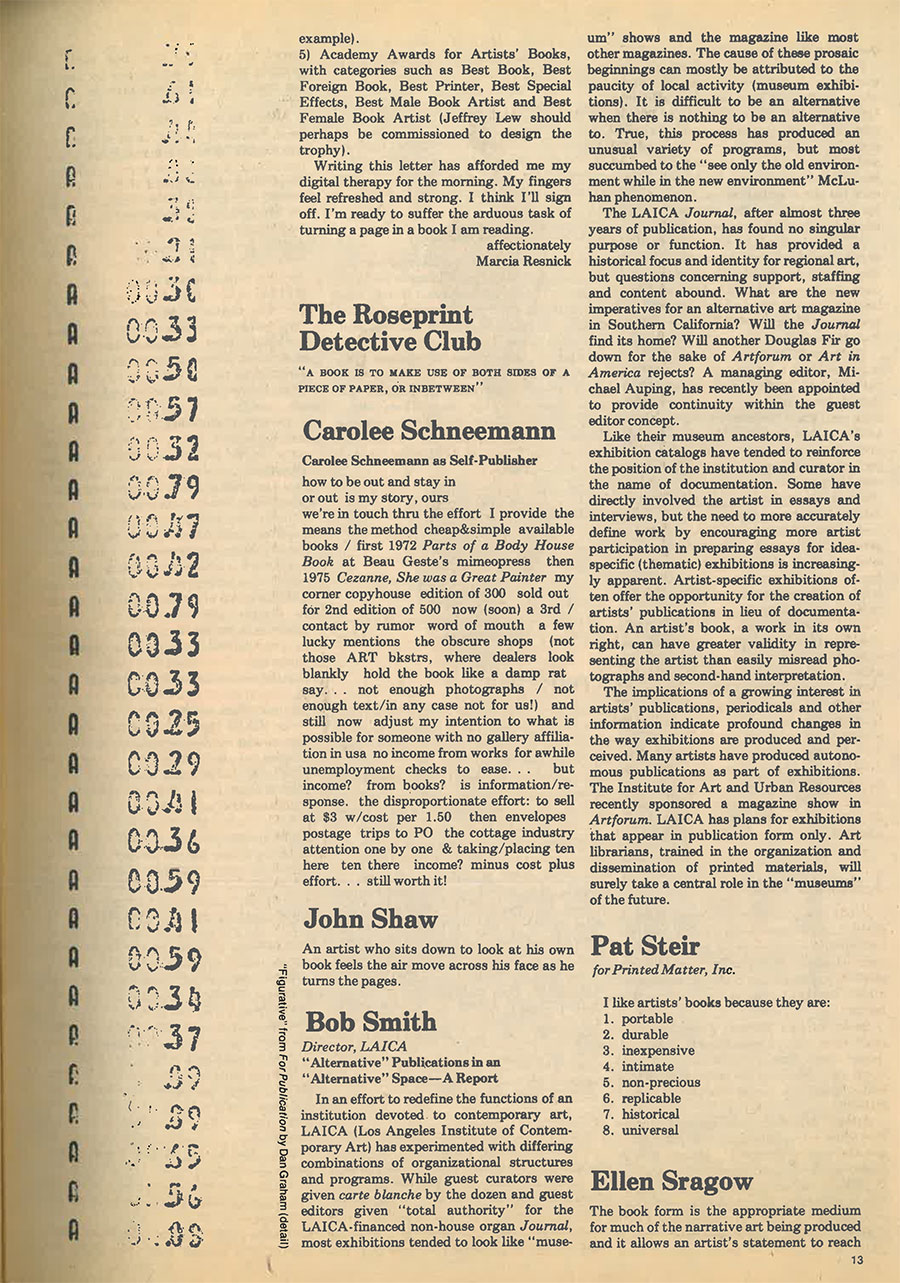 A 0033
A 0057
A 0032
A 0079
A 0047
A 0042
A 00.79
A 0033
A 0033
A 0025
A 0029
A 0041
A 0036
A 0059
A 0041
A 0059
A 0034
37
"Figurative" from For Publication by Dan Graham (detail)
example).
5) Academy Awards for Artists' Books,
with categories such as Best Book, Best
Foreign Book, Best Printer, Best Special
Effects, Best Male Book Artist and Best
Female Book Artist (Jeffrey Lew should
perhaps be commissioned to design the
trophy).
Writing this letter has afforded me my
digital therapy for the morning. My fingers
feel refreshed and strong. I think I'll sign
off. I'm ready to suffer the arduous task of
turning a page in a book I am reading.
affectionately
Marcia Resnick
The Roseprint
Detective Club
"A BOOK IS TO MAKE USE OF BOTH SIDES OF A
PIECE OF PAPER, OR INBETWEEN"
Carolee Schneemann
Carolee Schneemann as Self-Publisher
how to be out and stay in
or out is my story, ours
we're in touch thru the effort I provide the
means the method cheap&simple available
books / first 1972 Parts of a Body House
Book at Beau Geste's mimeopress then
1975 Cezanne, She was a Great Painter my
corner copyhouse edition of 300 sold out
for 2nd edition of 500 now (soon) a 3rd /
contact by rumor word of mouth a few
lucky mentions the obscure shops (not
those ART bkstrs, where dealers look
blankly hold the book like a damp rat
say. . . not enough photographs / not
enough text/in any case not for us!) and
still now adjust my intention to what is
possible for someone with no gallery affilia-
tion in usa no income from works for awhile
unemployment checks to ease. . . but
income? from books? is information/re-
sponse. the disproportionate effort: to sell
at $3 w/cost per 1.50 then envelopes
postage trips to PO the cottage industry
attention one by one & taking/placing ten
here ten there income? minus cost plus
effort. . . still worth it!
John Shaw
An artist who sits down to look at his own
book feels the air move across his face as he
turns the pages.
Bob Smith
Director, LAICA
"Alternative" Publications in an
"Alternative" Space—A Report
In an effort to redefine the functions of an
institution devoted to contemporary art,
LAICA (Los Angeles Institute of Contem-
porary Art) has experimented with differing
combinations of organizational structures
and programs. While guest curators were
given carte blanche by the dozen and guest
editors given "total authority" for the
LAICA-financed non-house organ Journal,
most exhibitions tended to look like "muse-
um" shows and the magazine like most
other magazines. The cause of these prosaic
beginnings can mostly be attributed to the
paucity of local activity (museum exhibi-
tions). It is difficult to be an alternative
when there is nothing to be an alternative
to. True, this process has produced an
unusual variety of programs, but most
succumbed to the "see only the old environ-
ment while in the new environment" McLu-
han phenomenon.
The LAICA Journal, after almost three
years of publication, has found no singular
purpose or function. It has provided a
historical focus and identity for regional art,
but questions concerning support, staffing
and content abound. What are the new
imperatives for an alternative art magazine
in Southern California? Will the Journal
find its home? Will another Douglas Fir go
down for the sake of Artforum or Art in
America rejects? A managing editor, Mi-
chael Auping, has recently been appointed
to provide continuity within the guest
editor concept.
Like their museum ancestors, LAICA's
exhibition catalogs have tended to reinforce
the position of the institution and curator in
the name of documentation. Some have
directly involved the artist in essays and
interviews, but the need to more accurately
define work by encouraging more artist
participation in preparing essays for idea-
specific (thematic) exhibitions is increasing-
ly apparent. Artist-specific exhibitions of-
ten offer the opportunity for the creation of
artists' publications in lieu of documenta-
tion. An artist's book, a work in its own
right, can have greater validity in repre-
senting the artist than easily misread pho-
tographs and second-hand interpretation.
The implications of a growing interest in
artists' publications, periodicals and other
information indicate profound changes in
the way exhibitions are produced and per-
ceived. Many artists have produced autono-
mous publications as part of exhibitions.
The Institute for Art and Urban Resources
recently sponsored a magazine show in
Artforum. LAICA has plans for exhibitions
that appear in publication form only. Art
librarians, trained in the organization and
dissemination of printed materials, will
surely take a central role in the "museums"
of the future.
Pat Steir
for Printed Matter, Inc.
I like artists' books because they are:
1. portable
2. durable
3. inexpensive
4. intimate
5. non-precious
6. replicable
7. historical
8. universal
Ellen Sragow
The book form is the appropriate medium
for much of the narrative art being produced
and it allows an artist's statement to reach
13